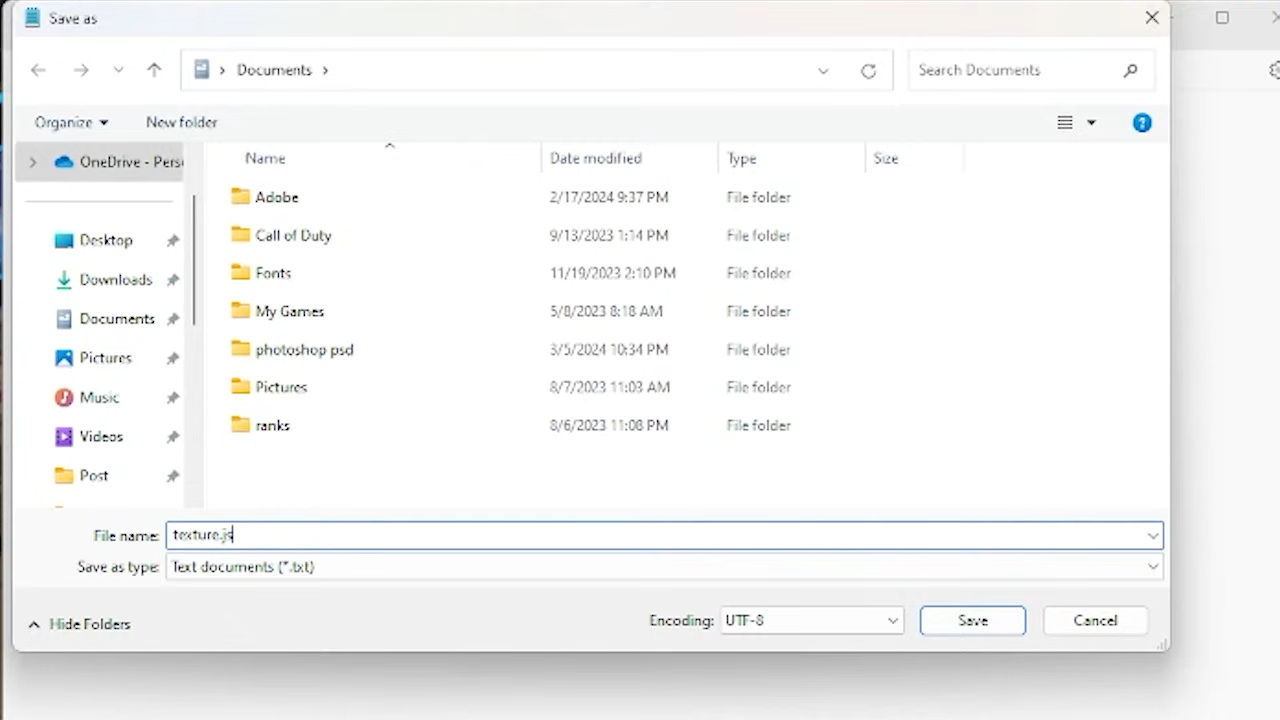 Save as
Documents
Search Documents
Organize
New folder
?
OneDrive - Perso
Name
Date modified
Type
Size
Adobe
2/17/2024 9:37 PM
File folder
Call of Duty
9/13/2023 1:14 PM
File folder
Fonts
11/19/2023 2:10 PM
File folder
My Games
5/8/2023 8:18 AM
File folder
photoshop psd
3/5/2024 10:34 PM
File folder
Pictures
8/7/2023 11:03 AM
File folder
ranks
8/6/2023 11:08 PM
File folder
Desktop
Downloads
Documents
Pictures
Music
Videos
Post
File name: texture.js
Save as type: Text documents (*.txt)
Hide Folders
Encoding: UTF-8
Save
Cancel